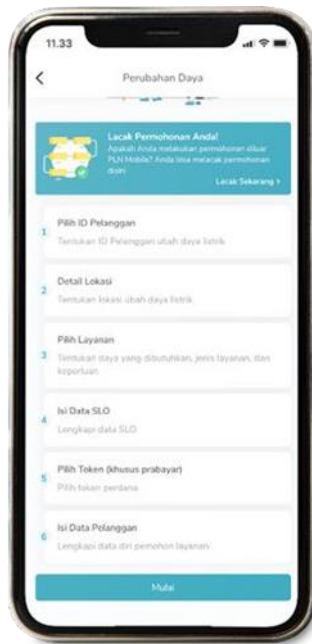 11.33
Perubahan Daya
Lacak Permohonan Anda!
Apakah Anda melakukan permohonan diluar
PLN Mobile? Anda bisa melacak permohonan
disini
Lacak Sekarang >
1
Pilih ID Pelanggan
Tentukan ID Pelanggan ubah daya listrik
2
Detail Lokasi
Tentukan lokasi ubah daya listrik
3
Pilih Layanan
Tentukan daya yang dibutuhkan, jenis layanan, dan
keperluan
4
Isi Data SLO
Lengkapi data SLO
5
Pilih Token (khusus prabayar)
Pilih token perdana
6
Isi Data Pelanggan
Lengkapi data diri pemohon layanan
Mulai